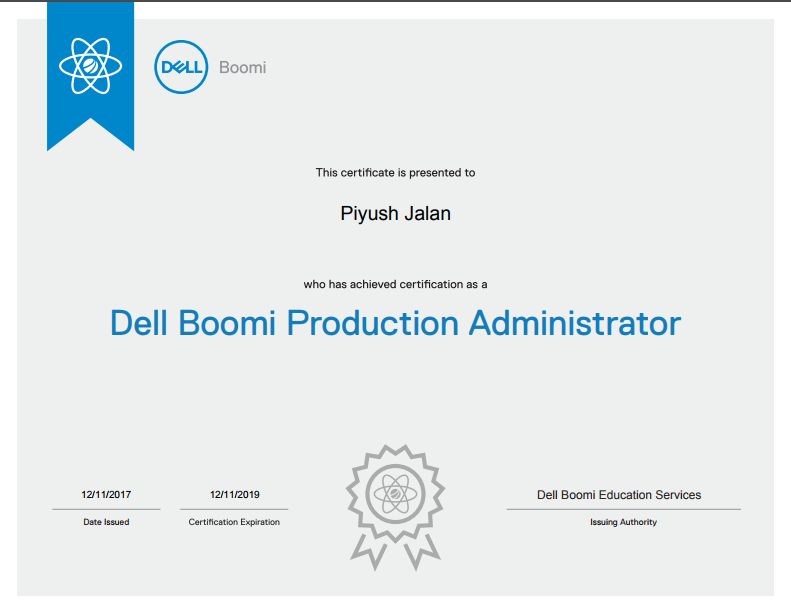 DELL Boomi
This certificate is presented to
Piyush Jalan
who has achieved certification as a
Dell Boomi Production Administrator
12/11/2017
Date Issued
12/11/2019
Certification Expiration
Dell Boomi Education Services
Issuing Authority